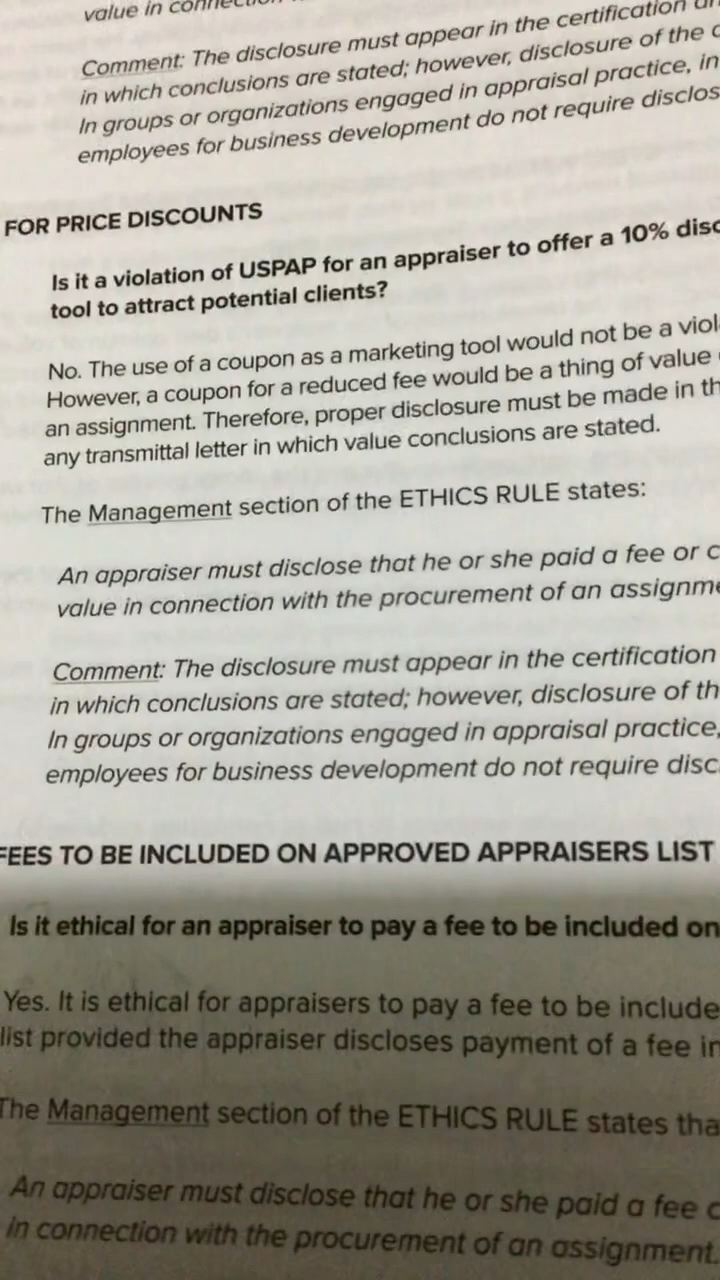 value in
Comment: The disclosure must appear in the certification
in which conclusions are stated; however, disclosure of the
In groups or organizations engaged in appraisal practice, in
employees for business development do not require disclos
FOR PRICE DISCOUNTS
Is it a violation of USPAP for an appraiser to offer a 10% disc
tool to attract potential clients?
No. The use of a coupon as a marketing tool would not be a viol
However, a coupon for a reduced fee would be a thing of value
an assignment. Therefore, proper disclosure must be made in th
any transmittal letter in which value conclusions are stated.
The Management section of the ETHICS RULE states:
An appraiser must disclose that he or she paid a fee or c
value in connection with the procurement of an assignme
Comment: The disclosure must appear in the certification
in which conclusions are stated; however, disclosure of th
In groups or organizations engaged in appraisal practice,
employees for business development do not require disc
FEES TO BE INCLUDED ON APPROVED APPRAISERS LIST
Is it ethical for an appraiser to pay a fee to be included on
Yes. It is ethical for appraisers to pay a fee to be include
list provided the appraiser discloses payment of a fee in
The Management section of the ETHICS RULE states tha
An appraiser must disclose that he or she paid a fee
in connection with the procurement of an assignment.